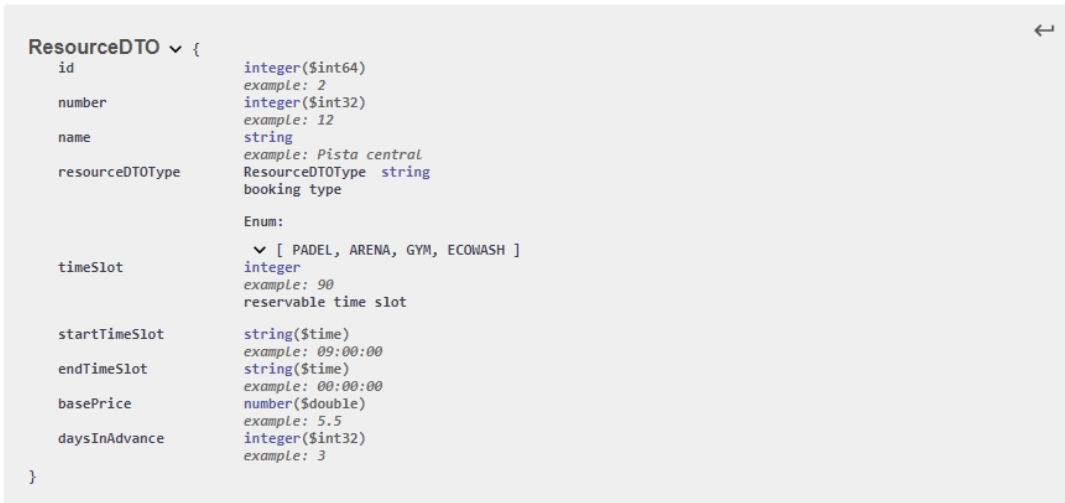 ResourceDTO {
id integer($int64)
example: 2
number integer($int32)
example: 12
name string
example: Pista central
resourceDTOType ResourceDTOType string
booking type
Enum:
[ PADEL, ARENA, GYM, ECOWASH ]
timeSlot integer
example: 90
reservable time slot
startTimeSlot string($time)
example: 09:00:00
endTimeSlot string($time)
example: 00:00:00
basePrice number($double)
example: 5.5
daysInAdvance integer($int32)
example: 3
}